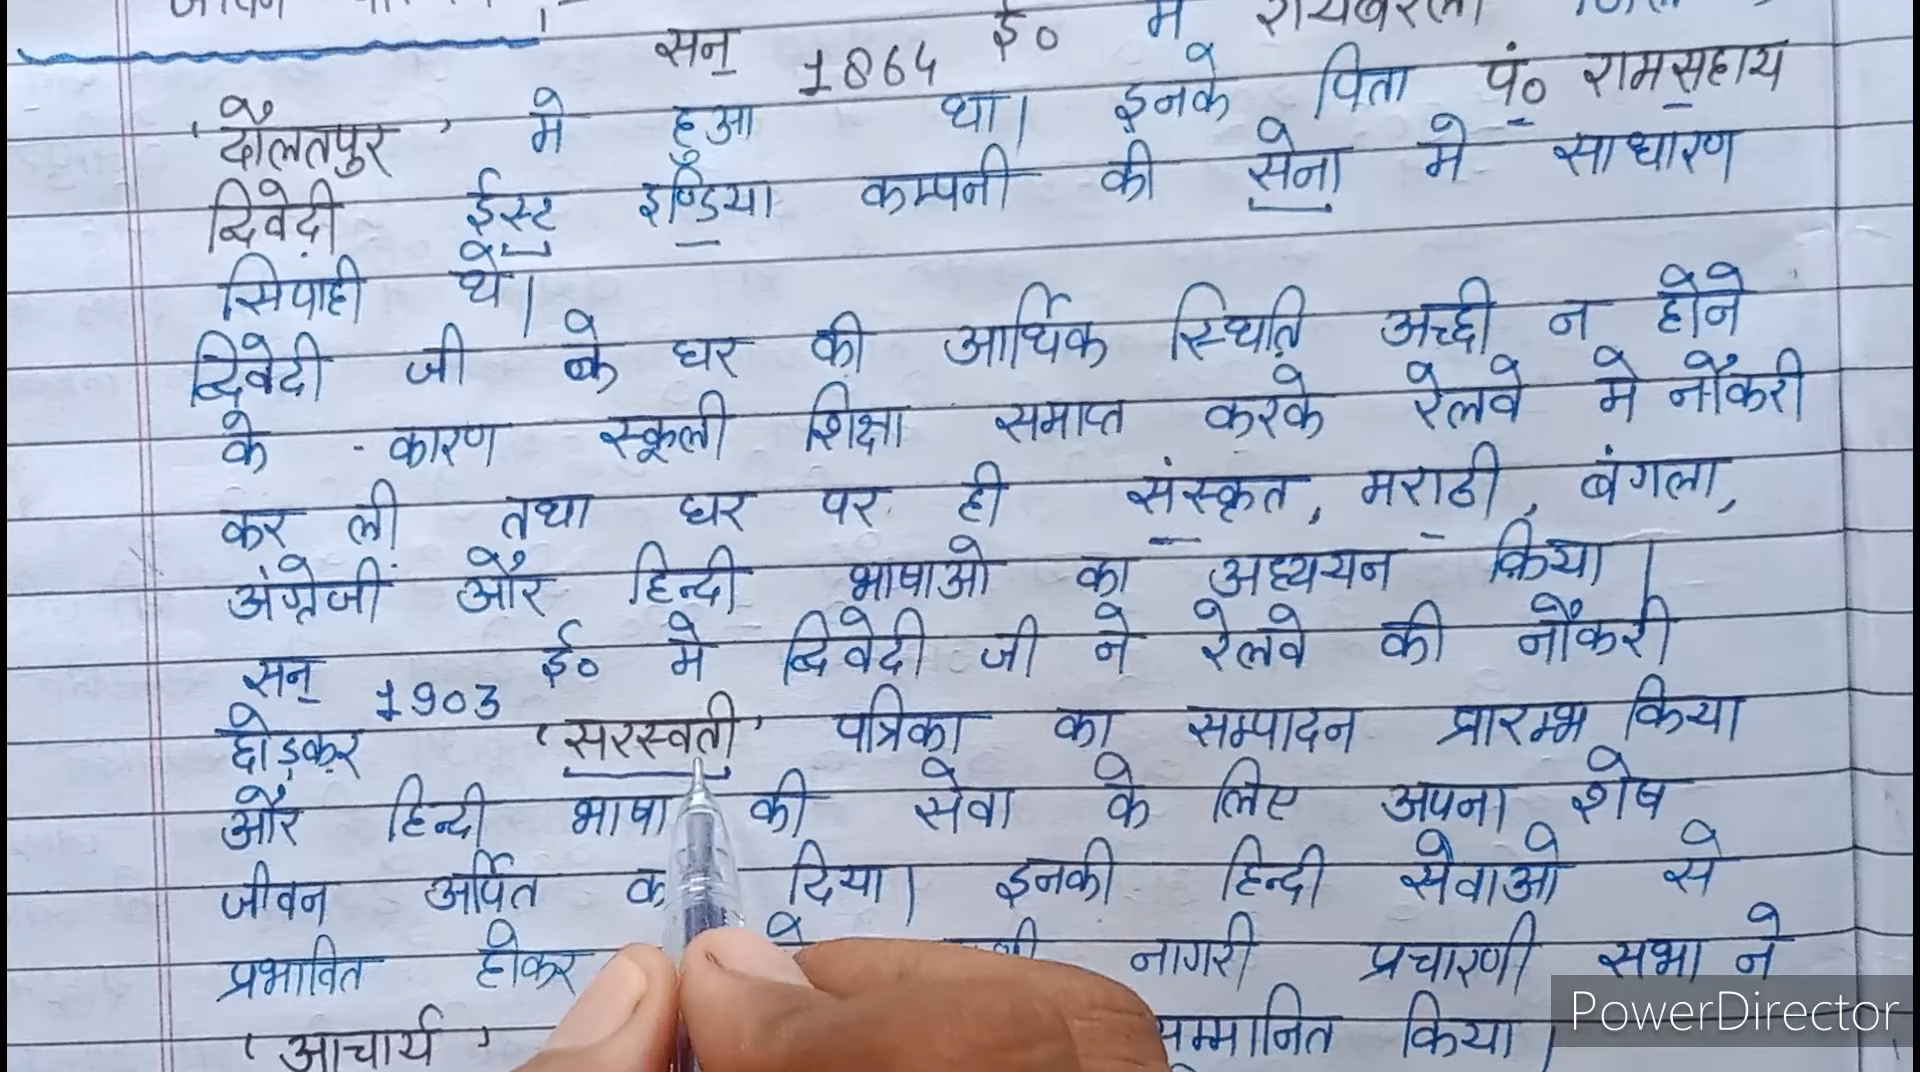 सन् 1864 ई० में रायबरेली
' दौलतपुर ' मे हुआ था। इनके पिता पं० रामसहाय
द्विवेदी ईस्ट इण्डिया कम्पनी की सेना मे साधारण
सिपाही थे।
द्विवेदी जी के घर की आर्थिक स्थिति अच्छी न होने
के कारण स्कूली शिक्षा समाप्त करके रेलवे मे नौकरी
कर ली तथा घर पर ही संस्कृत, मराठी, बंगला,
अंग्रेजी और हिन्दी भाषाओ का अध्ययन किया।
सन् 1903 ई० मे द्विवेदी जी ने रेलवे की नौकरी
छोड़कर 'सरस्वती' पत्रिका का सम्पादन प्रारम्भ किया
और हिन्दी भाषा की सेवा के लिए अपना शेष
जीवन अर्पित दिया। इनकी हिन्दी सेवाओ से
प्रभावित होकर नागरी प्रचारणी सभा ने
' आचार्य ' सम्मानित किया।
PowerDirector